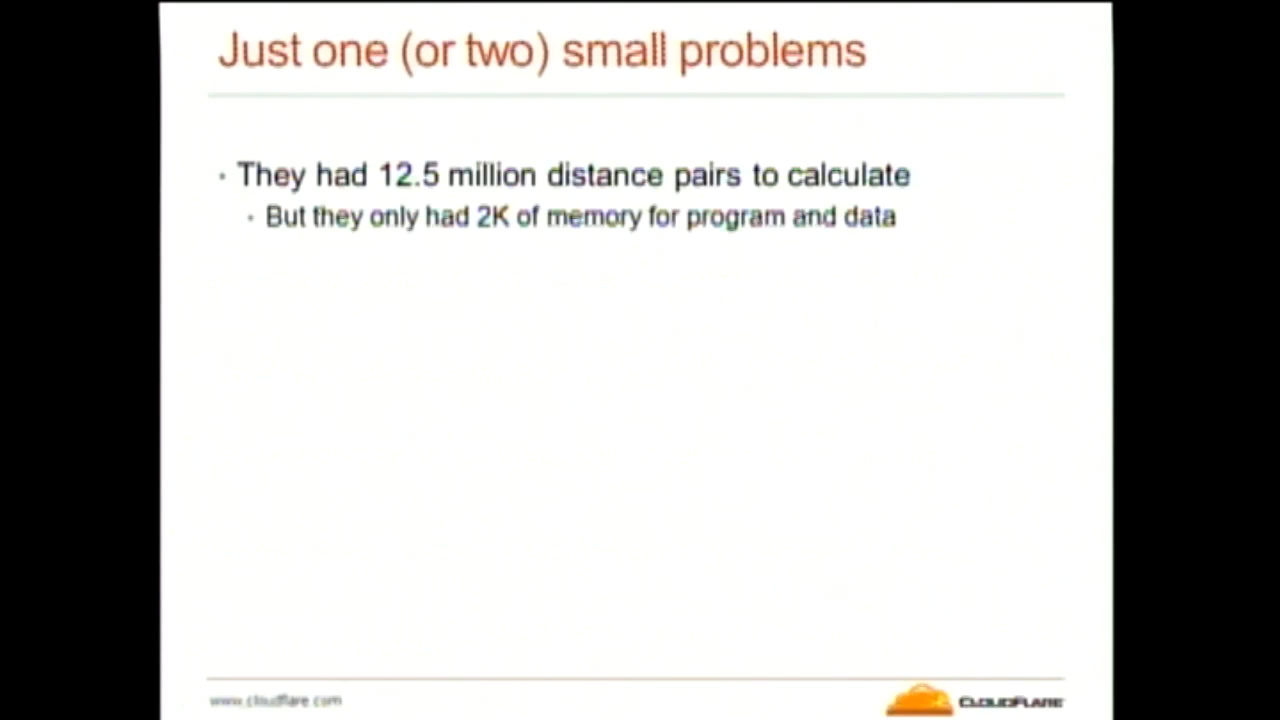 Just one (or two) small problems
• They had 12.5 million distance pairs to calculate
• But they only had 2K of memory for program and data
www.cloudflare.com
CLOUDFLARE